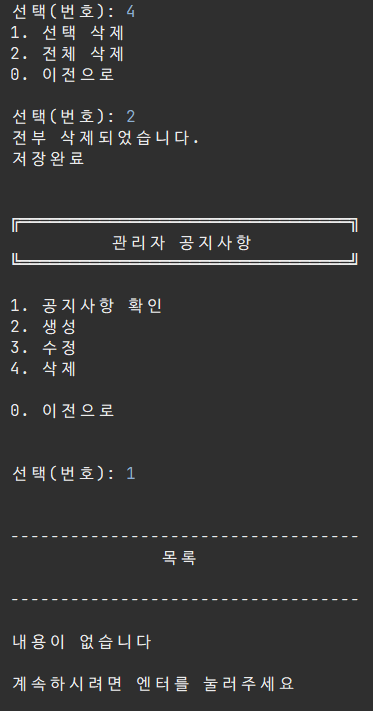 선택(번호): 4
1. 선택 삭제
2. 전체 삭제
0. 이전으로
선택(번호): 2
전부 삭제되었습니다.
저장완료
관리자 공지사항
1. 공지사항 확인
2. 생성
3. 수정
4. 삭제
0. 이전으로
선택(번호): 1
-----------------------------------
목록
-----------------------------------
내용이 없습니다
계속하시려면 엔터를 눌러주세요